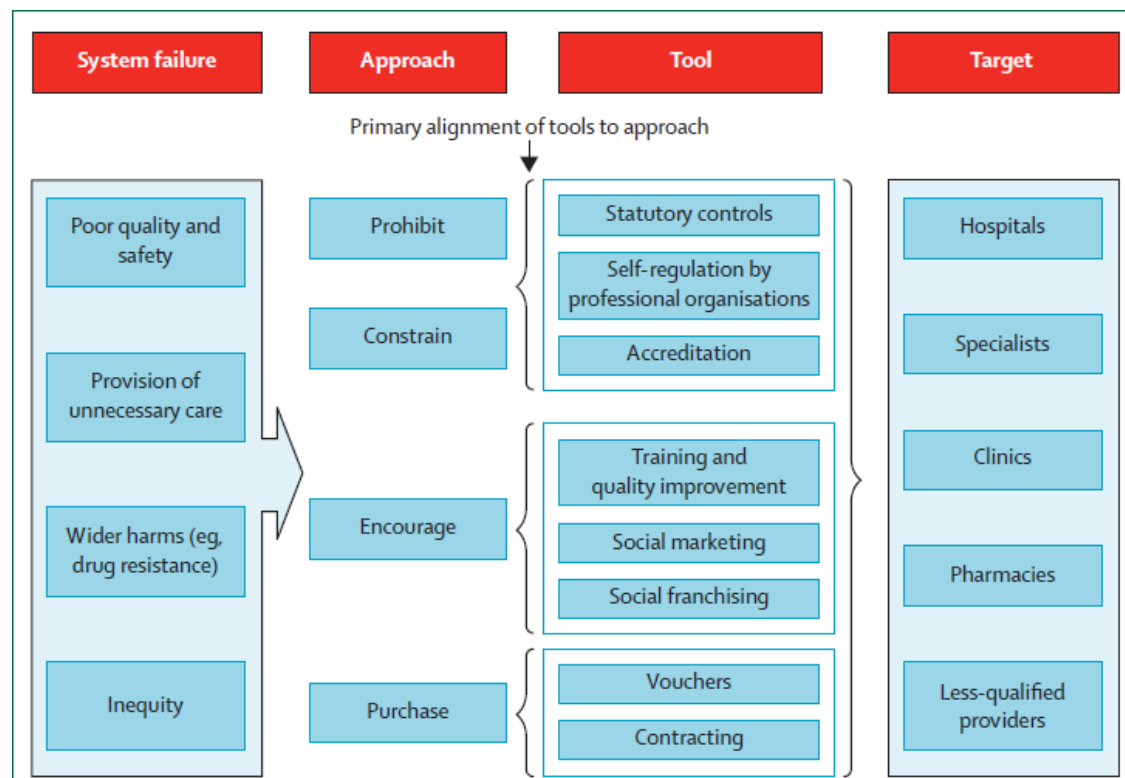 System failure
Approach
Tool
Target
Primary alignment of tools to approach
Poor quality and
safety
Provision of
unnecessary care
Wider harms (eg,
drug resistance)
Inequity
Prohibit
Constrain
Encourage
Purchase
Statutory controls
Self-regulation by
professional organisations
Accreditation
Training and
quality improvement
Social marketing
Social franchising
Vouchers
Contracting
Hospitals
Specialists
Clinics
Pharmacies
Less-qualified
providers